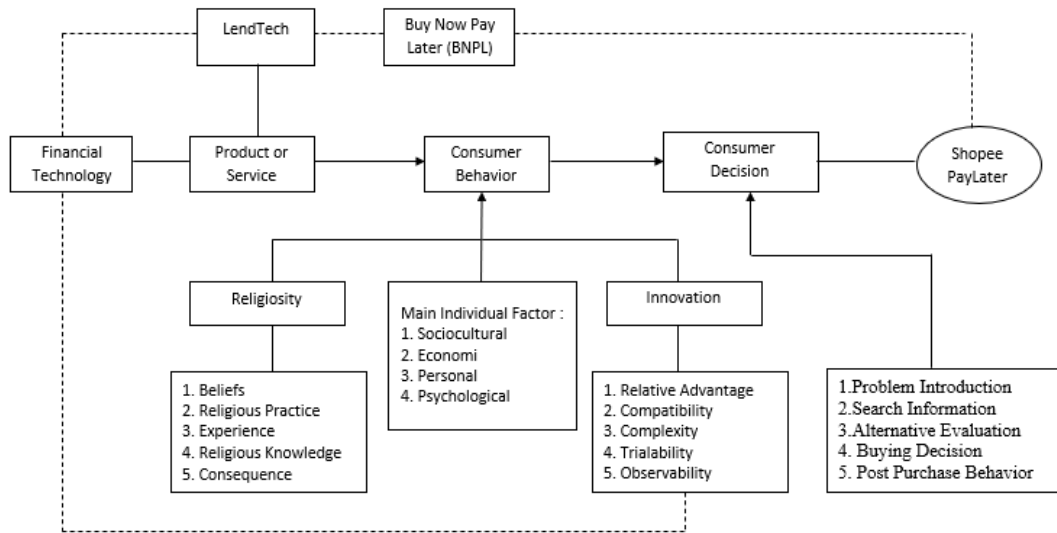 LendTech
Buy Now Pay
Later (BNPL)
Financial
Technology
Product or
Service
Consumer
Behavior
Consumer
Decision
Shopee
PayLater
Religiosity
Main Individual Factor :
1. Sociocultural
2. Economi
3. Personal
4. Psychological
Innovation
1. Beliefs
2. Religious Practice
3. Experience
4. Religious Knowledge
5. Consequence
1. Relative Advantage
2. Compatibility
3. Complexity
4. Trialability
5. Observability
1.Problem Introduction
2.Search Information
3.Alternative Evaluation
4. Buying Decision
5. Post Purchase Behavior